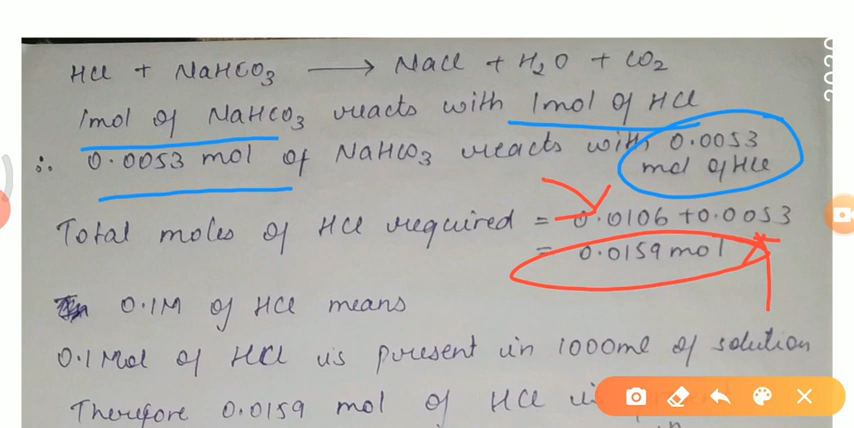 HCl + NaHCO3 ⟶ NaCl + H2O + CO2
1mol of NaHCO3 reacts with 1mol of HCl
∴ 0.0053 mol of NaHCO3 reacts with 0.0053
mol of HCl
Total moles of HCl required = 0.0106 + 0.0053
= 0.0159 mol
0.1M of HCl means
0.1 Mol of HCl is present in 1000ml of solution
Therefore 0.0159 mol of HCl is